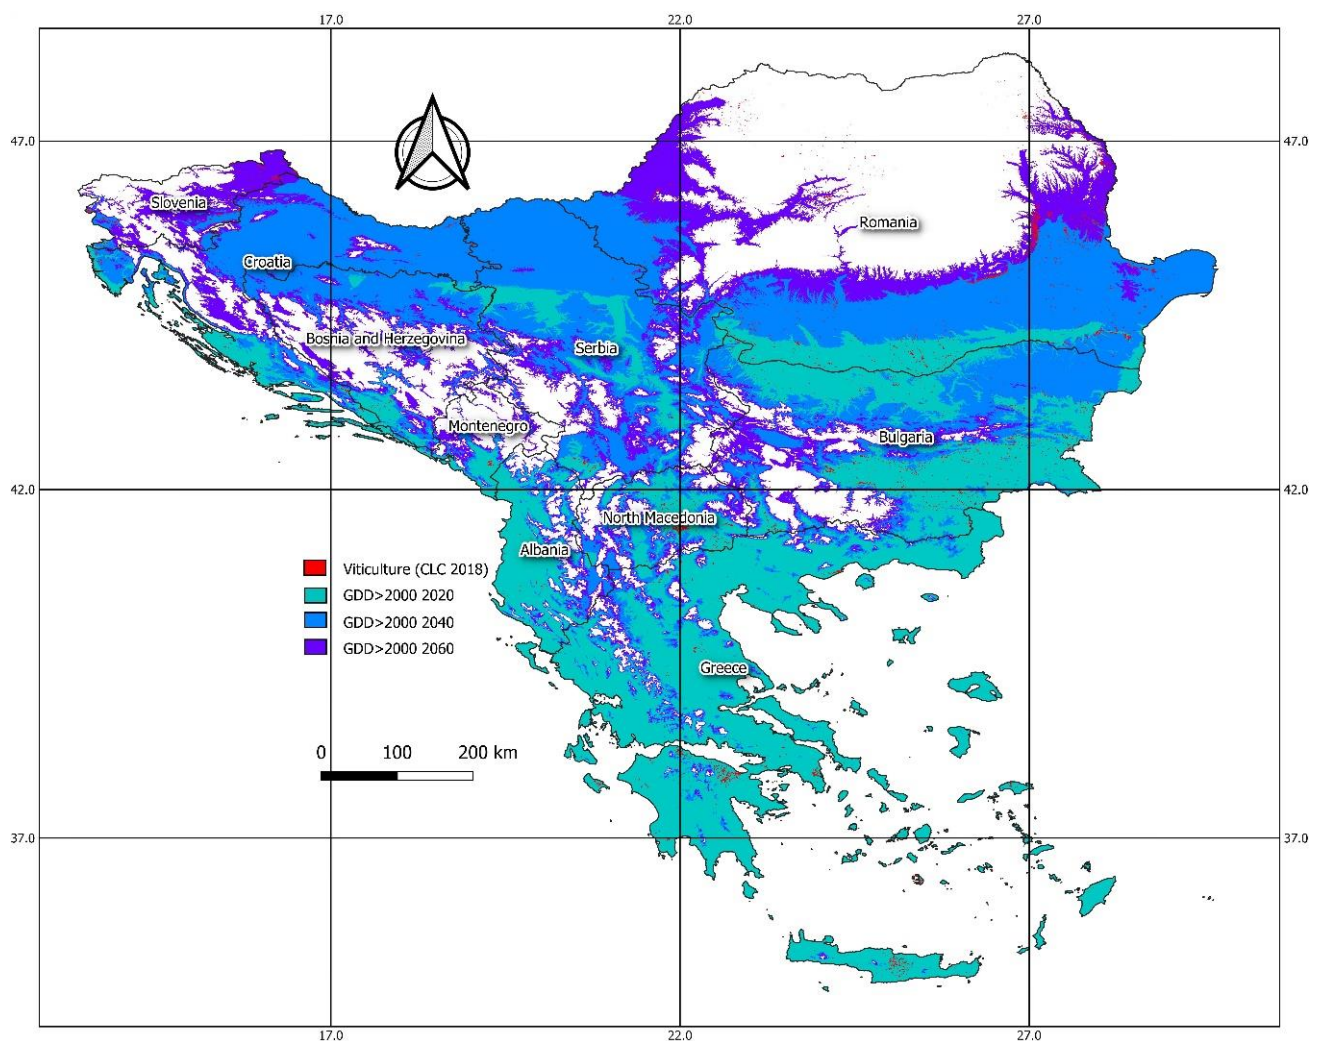 17.0 22.0 27.0
47.0 47.0
Slovenia
Romania
Croatia
Bosnia and Herzegovina
Serbia
Montenegro
Bulgaria
42.0 42.0
North Macedonia
Albania
Viticulture (CLC 2018)
GDD>2000 2020
GDD>2000 2040
GDD>2000 2060
Greece
0 100 200 km
37.0 37.0
17.0 22.0 27.0